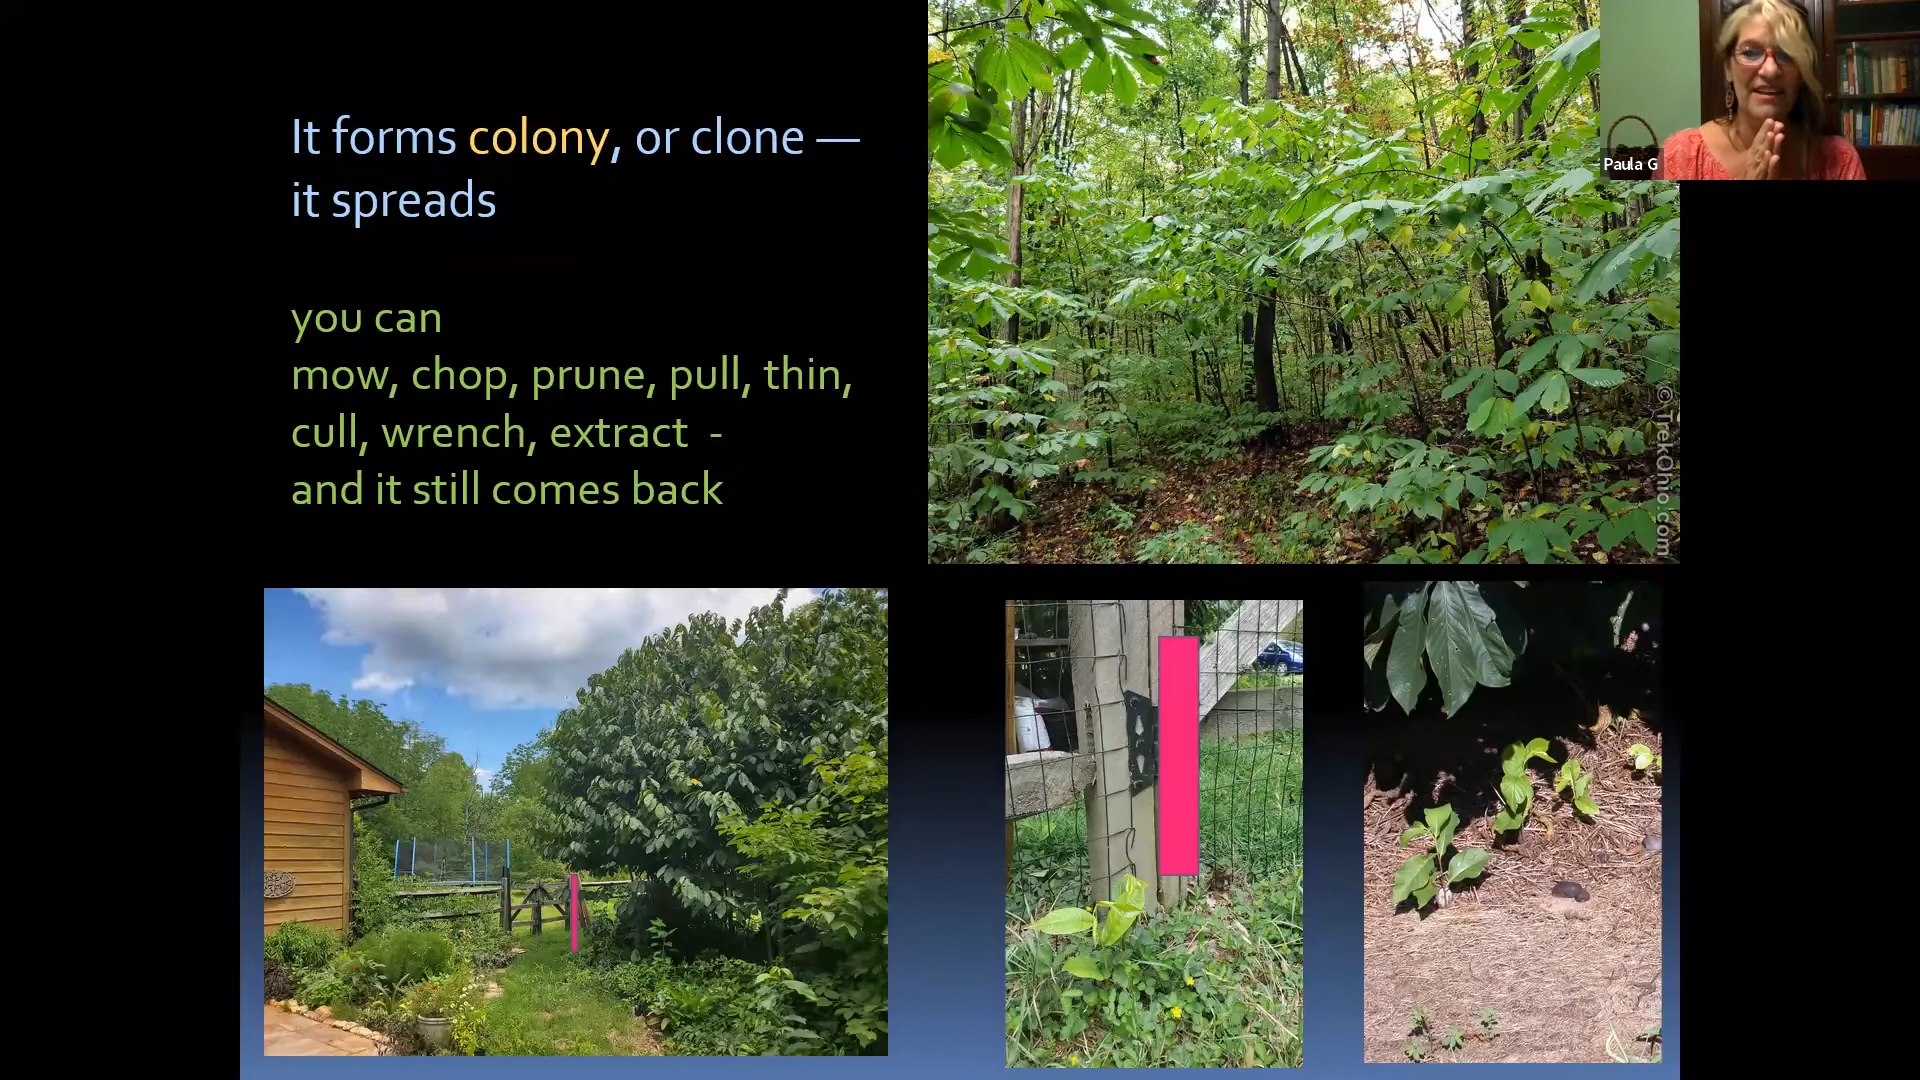 It forms colony, or clone —
it spreads
you can
mow, chop, prune, pull, thin,
cull, wrench, extract -
and it still comes back
Paula G
© TrekOhio.com